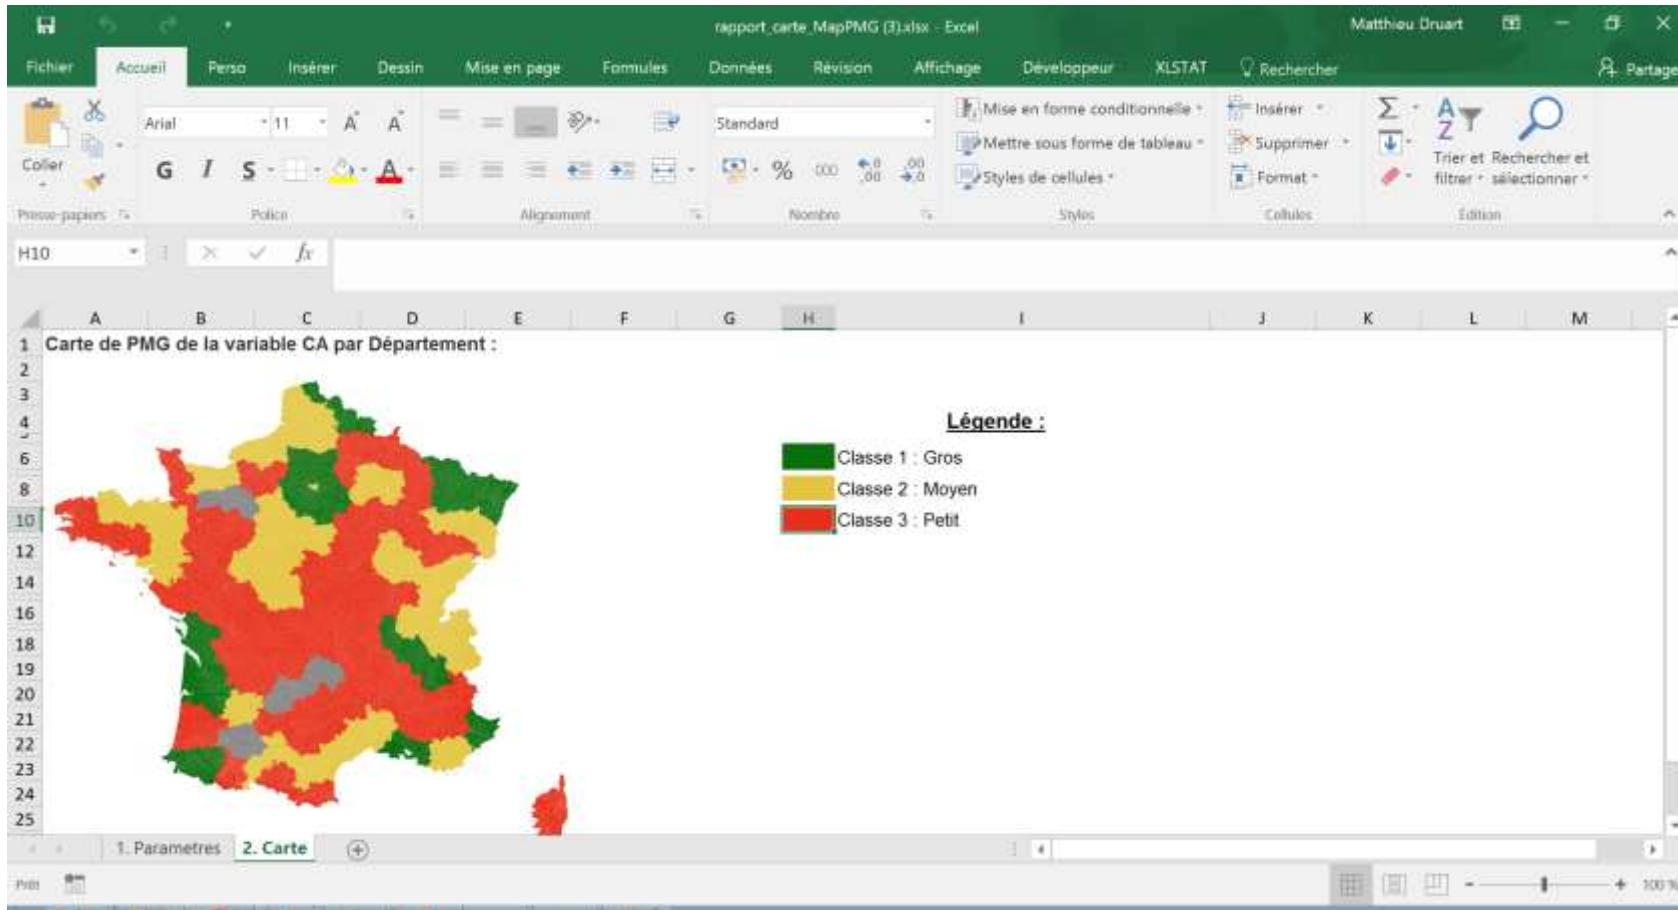 rapport_carte_MapPMG (3).xlsx - Excel
Matthieu Druart
Fichier Accueil Perso Insérer Dessin Mise en page Formules Données Révision Affichage Développeur XLSTAT Rechercher Partage
Coller
Arial 11 A A
G I S A
Standard
% 000 ,0 ,00 ,00 ,0
Mise en forme conditionnelle
Mettre sous forme de tableau
Styles de cellules
Insérer
Supprimer
Format
Σ
A Z
Trier et filtrer
Rechercher et sélectionner
Presse-papiers Police Alignement Nombre Styles Cellules Édition
H10 fx
A B C D E F G H I J K L M
1 Carte de PMG de la variable CA par Département :
2
3
4 Légende :
6 Classe 1 : Gros
8 Classe 2 : Moyen
10 Classe 3 : Petit
12
14
16
18
19
20
21
22
23
24
25
1. Parametres 2. Carte
Prêt
100 %